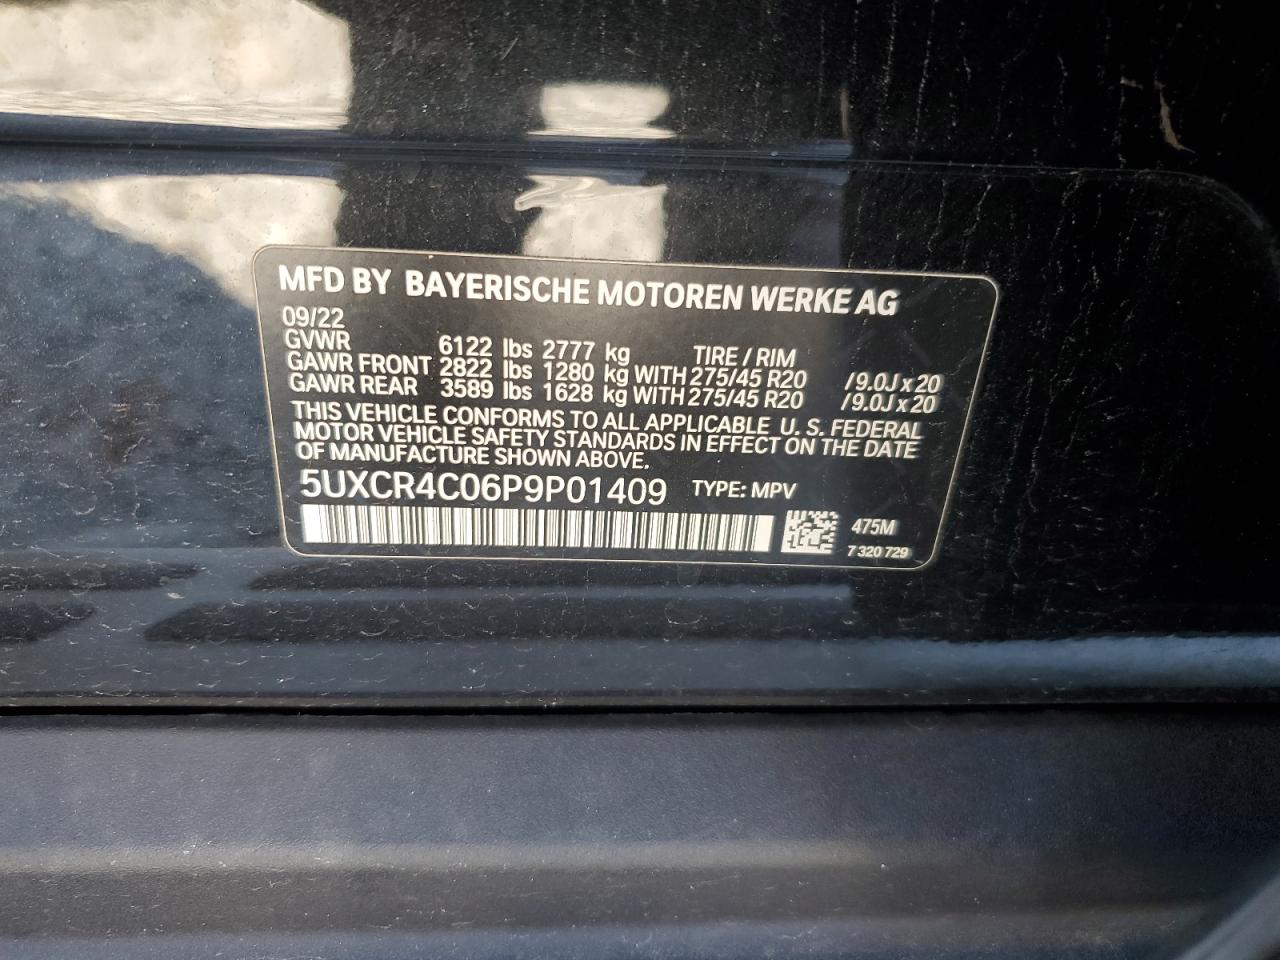 MFD BY BAYERISCHE MOTOREN WERKE AG
09/22
GVWR 6122 lbs 2777 kg TIRE / RIM
GAWR FRONT 2822 lbs 1280 kg WITH 275/45 R20 /9.0J x 20
GAWR REAR 3589 lbs 1628 kg WITH 275/45 R20 /9.0J x 20
THIS VEHICLE CONFORMS TO ALL APPLICABLE U. S. FEDERAL
MOTOR VEHICLE SAFETY STANDARDS IN EFFECT ON THE DATE
OF MANUFACTURE SHOWN ABOVE.
5UXCR4C06P9P01409 TYPE: MPV
475M
7 320 729